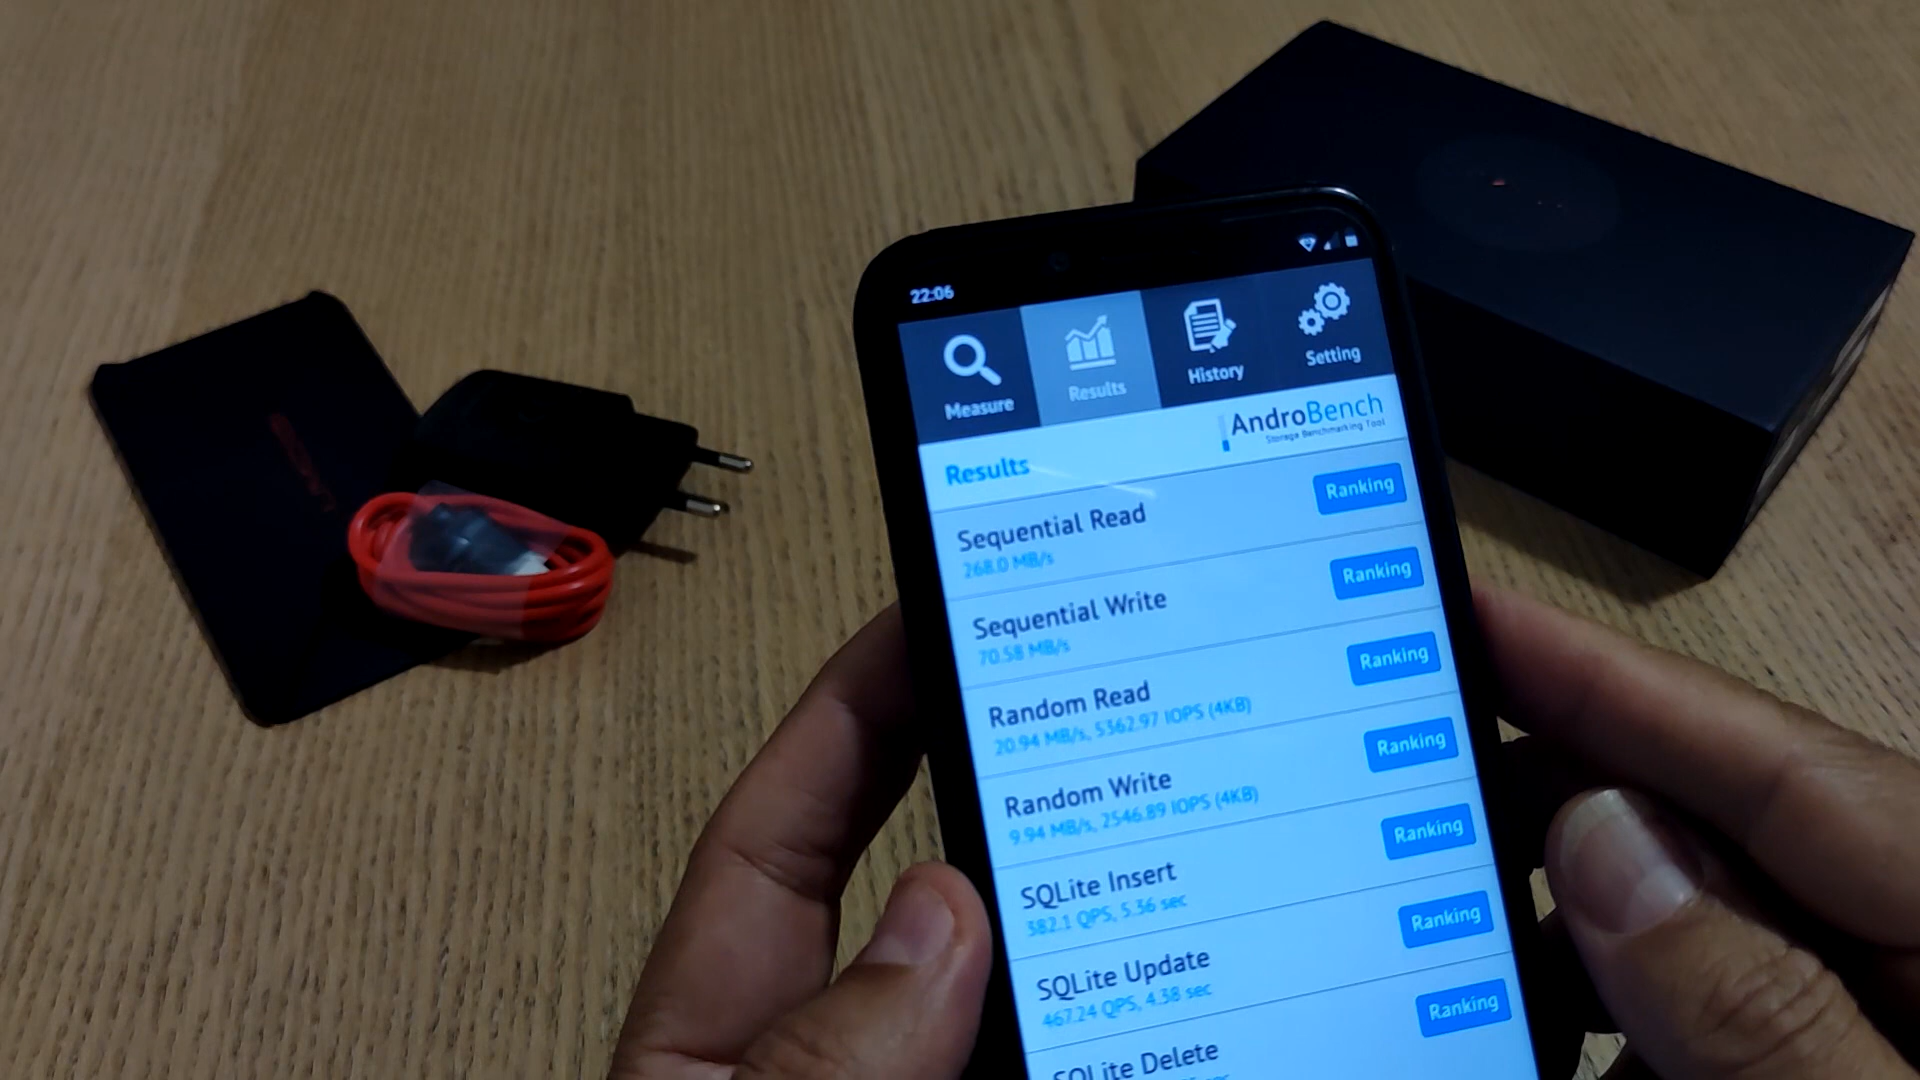 22:06
Measure
Results
History
Setting
AndroBench
Storage Benchmarking Tool
Results
Sequential Read
268.0 MB/s
Ranking
Sequential Write
70.58 MB/s
Ranking
Random Read
20.94 MB/s, 5362.97 IOPS (4KB)
Ranking
Random Write
9.94 MB/s, 2546.89 IOPS (4KB)
Ranking
SQLite Insert
382.1 QPS, 5.36 sec
Ranking
SQLite Update
467.24 QPS, 4.38 sec
Ranking
SQLite Delete
Ranking